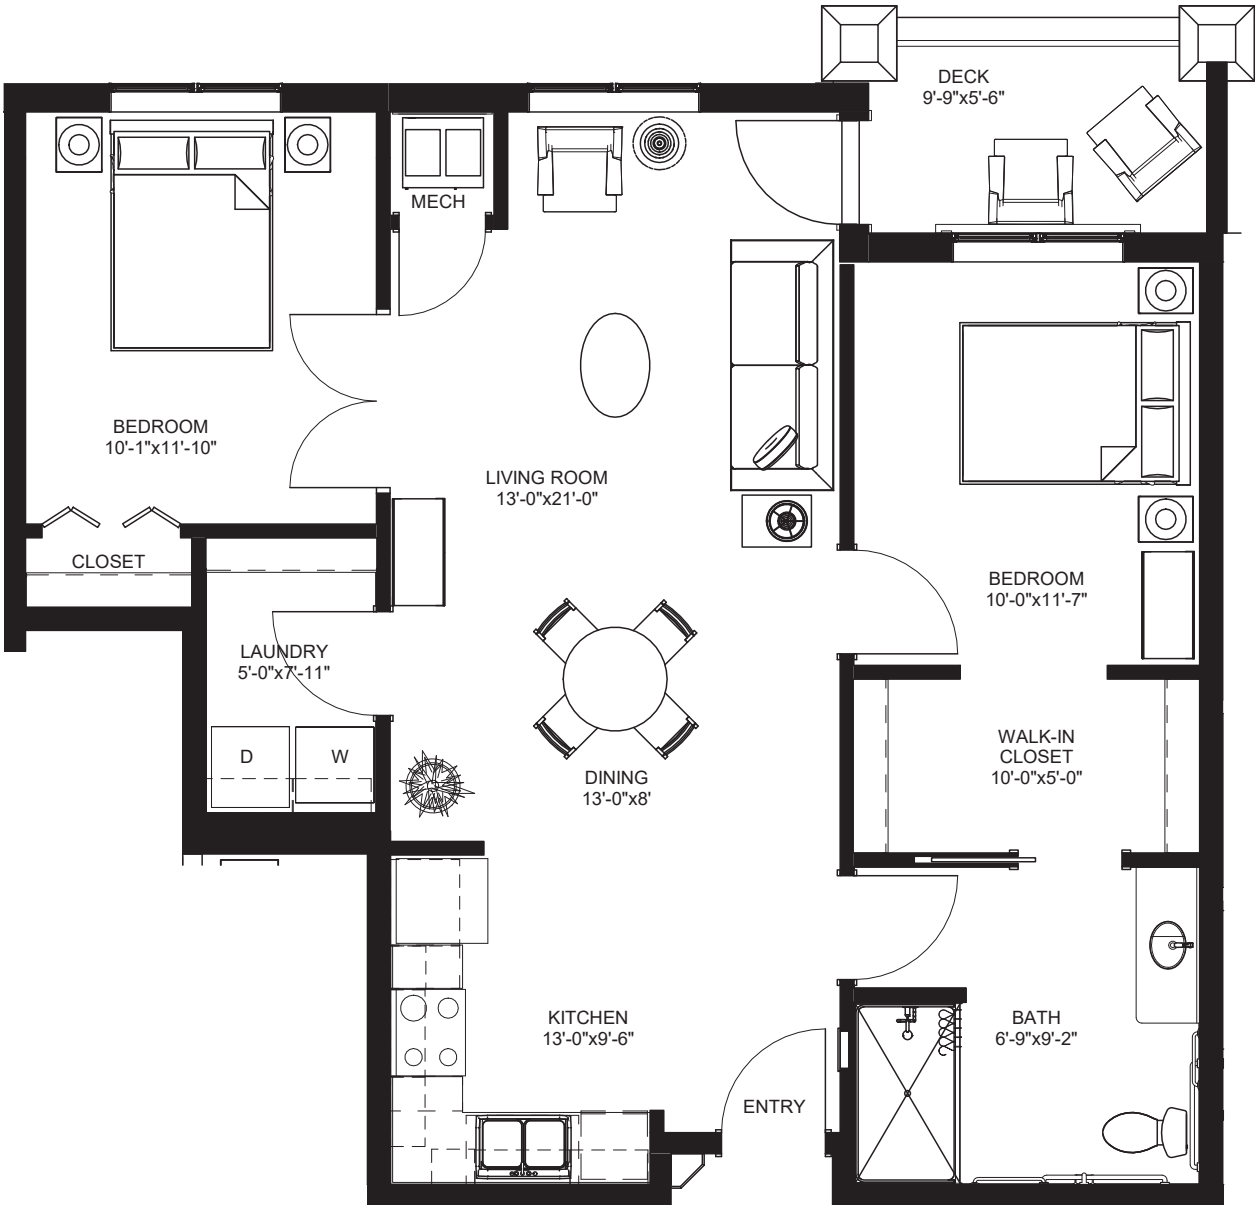 DECK
9'-9"x5'-6"
MECH
BEDROOM
10'-1"x11'-10"
LIVING ROOM
13'-0"x21'-0"
CLOSET
BEDROOM
10'-0"x11'-7"
LAUNDRY
5'-0"x7'-11"
D
W
WALK-IN
CLOSET
10'-0"x5'-0"
DINING
13'-0"x8'
KITCHEN
13'-0"x9'-6"
BATH
6'-9"x9'-2"
ENTRY